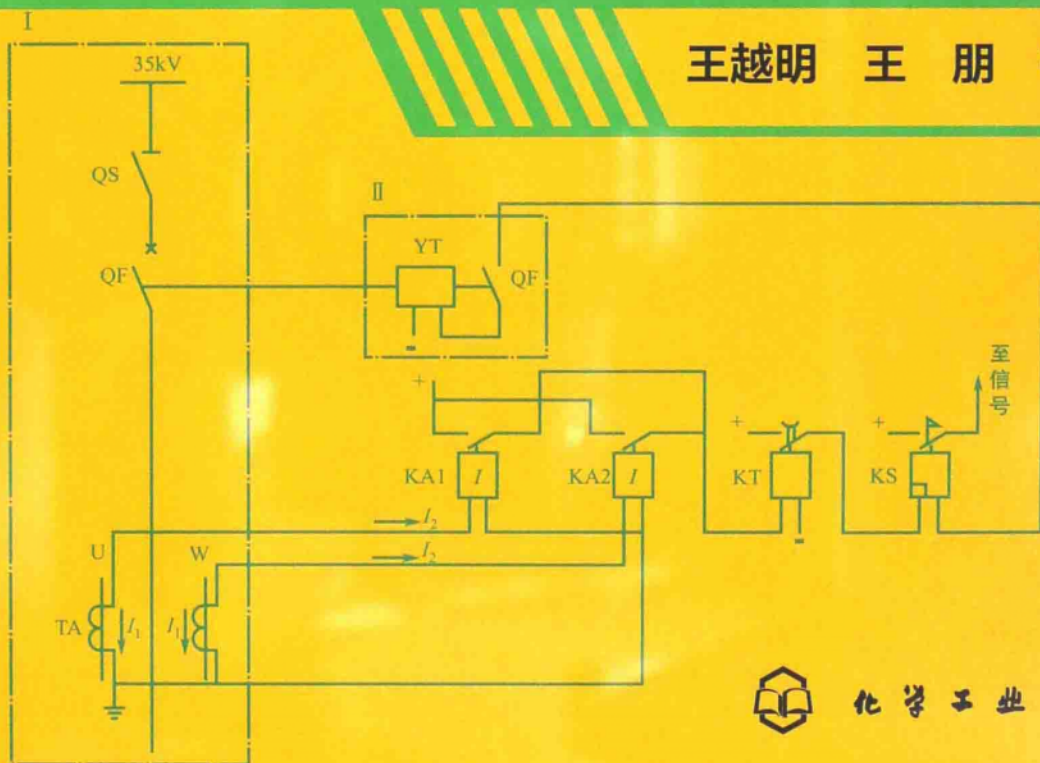 I
王越明 王 朋
35kV
QS
II
YT
QF
QF
至信号
+
+
+
KA1
I
KA2
I
KT
KS
-
-
I₂
I₂
U
W
TA
I₁
I₁
化学工业